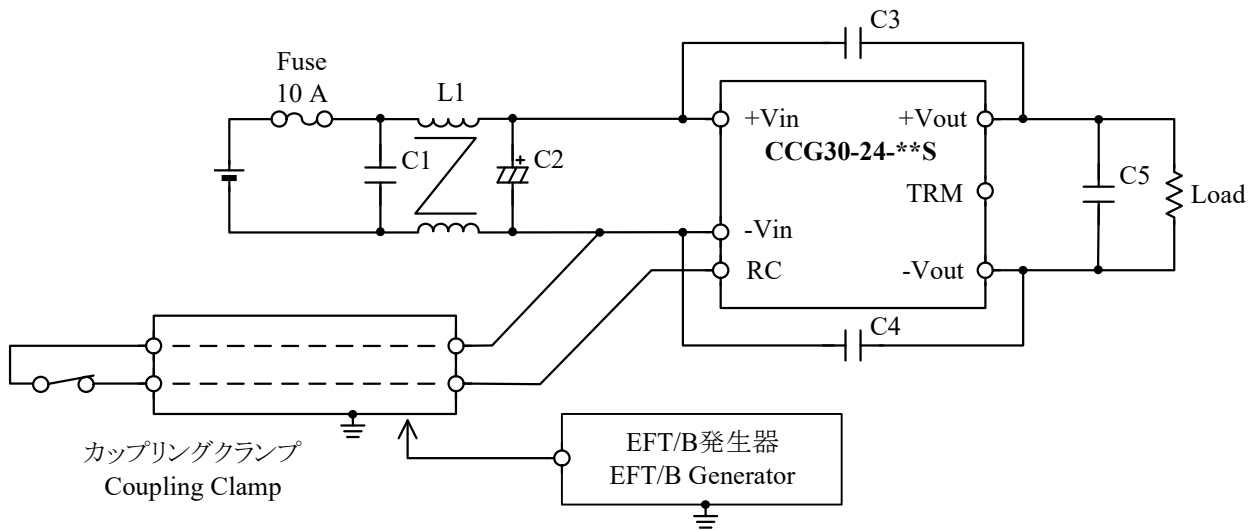 C3
Fuse
10 A
L1
+Vin
+Vout
CCG30-24-**S
C1
C2
TRM
C5
Load
-Vin
RC
-Vout
C4
カップリングクランプ
Coupling Clamp
EFT/B発生器
EFT/B Generator